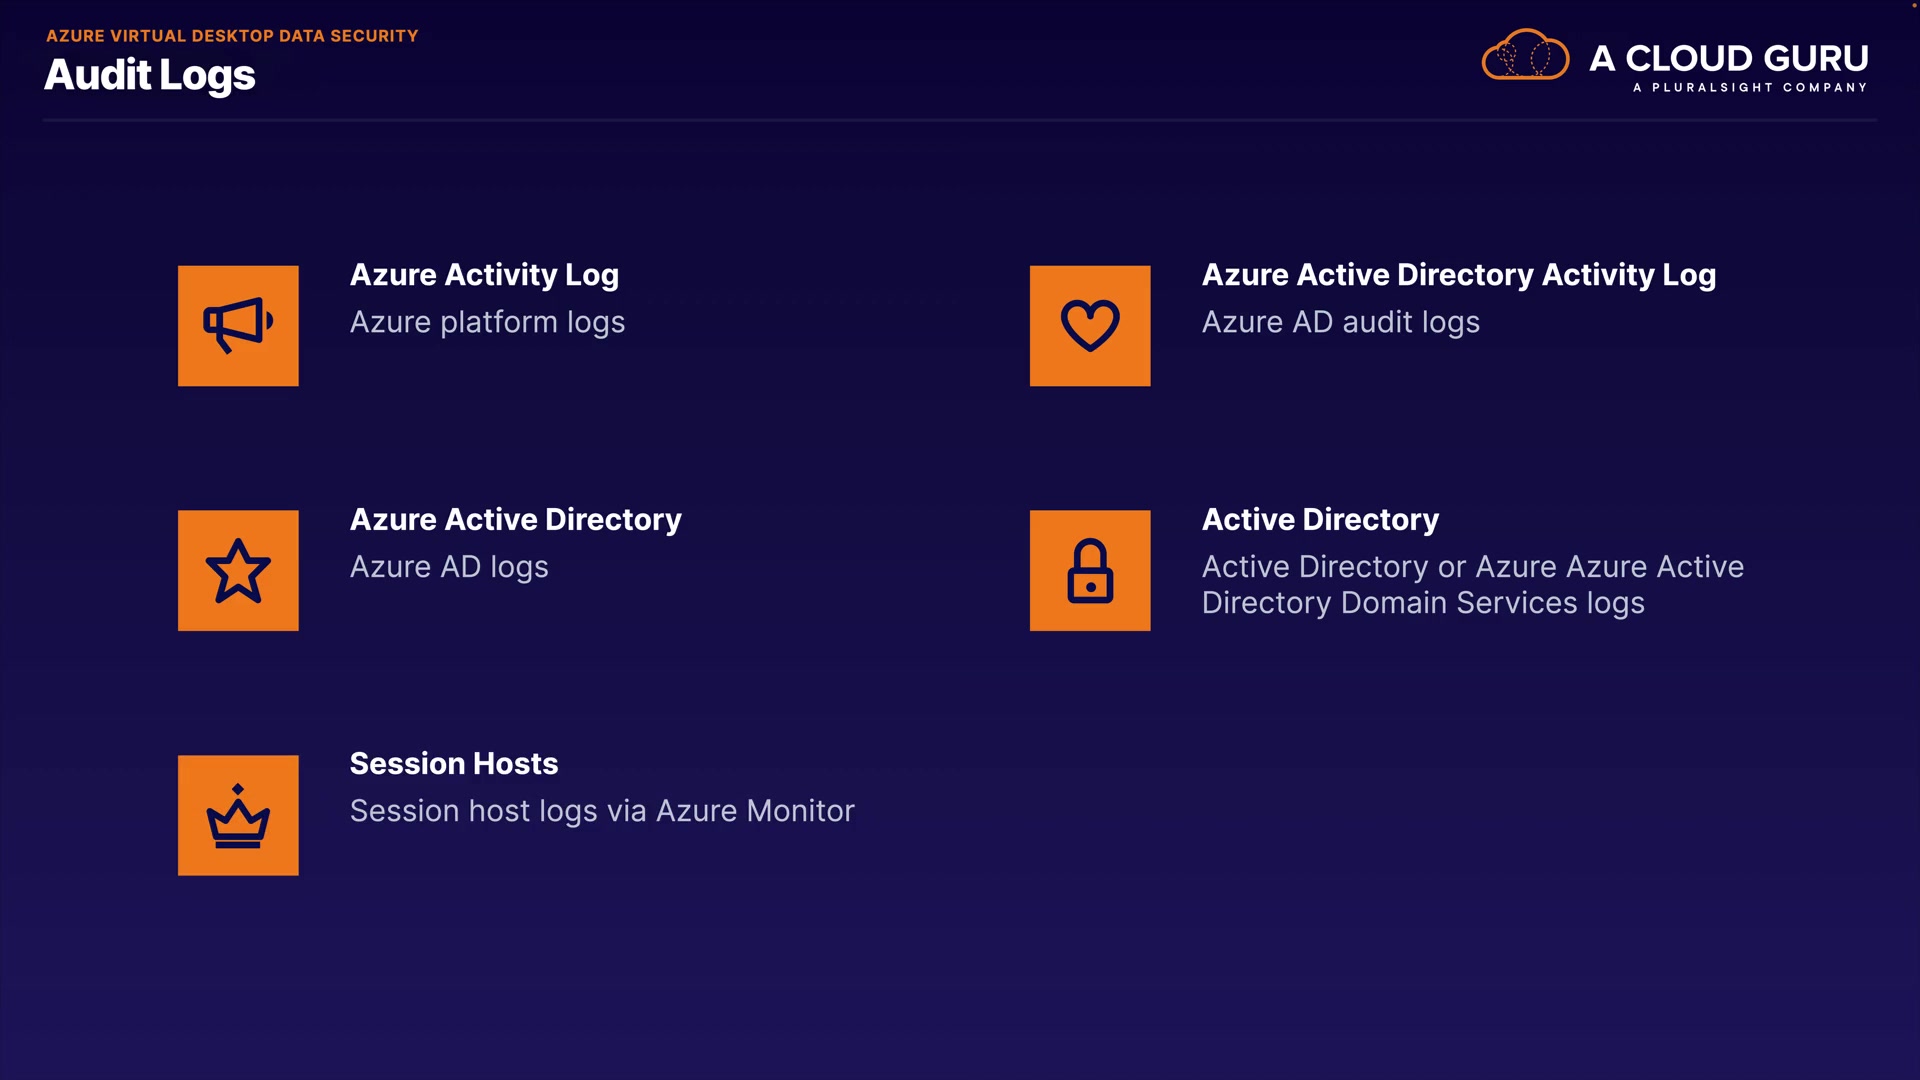 AZURE VIRTUAL DESKTOP DATA SECURITY
Audit Logs
A CLOUD GURU
A PLURALSIGHT COMPANY
Azure Activity Log
Azure platform logs
Azure Active Directory Activity Log
Azure AD audit logs
Azure Active Directory
Azure AD logs
Active Directory
Active Directory or Azure Azure Active
Directory Domain Services logs
Session Hosts
Session host logs via Azure Monitor